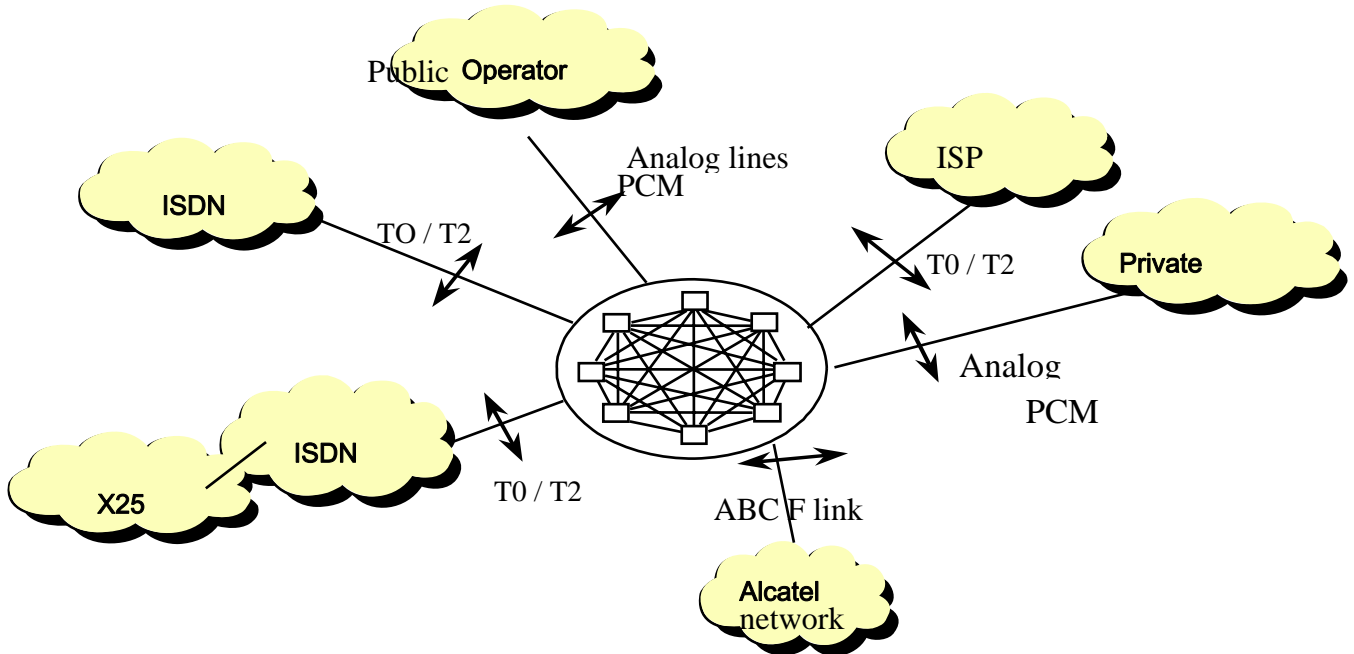 Public Operator
Analog lines
PCM
ISP
ISDN
TO / T2
T0 / T2
Private
Analog
PCM
ISDN
X25
T0 / T2
ABC F link
Alcatel
network